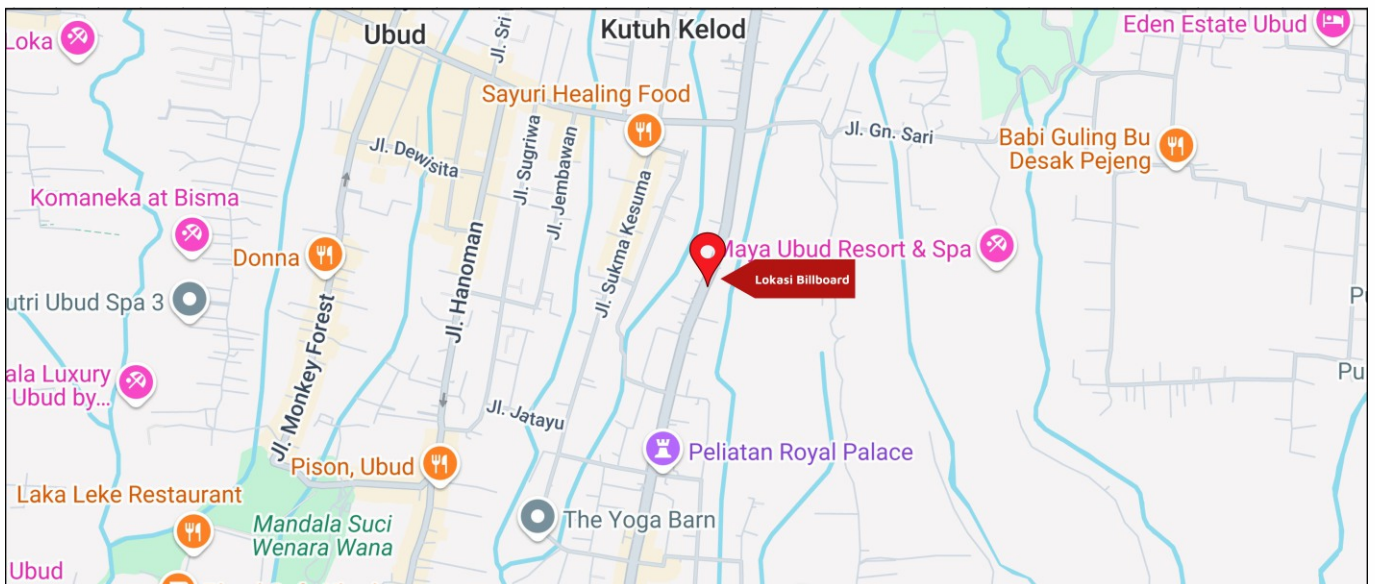 Loka
Ubud
Jl. Sri
Kutuh Kelod
Eden Estate Ubud
Sayuri Healing Food
Jl. Gn. Sari
Babi Guling Bu
Desak Pejeng
Jl. Dewisita
Jl. Sugriwa
Jl. Jembawan
Jl. Sukma Kesuma
Komaneka at Bisma
Donna
Jl. Hanoman
Maya Ubud Resort & Spa
Lokasi Billboard
utri Ubud Spa 3
Jl. Monkey Forest
ala Luxury
Ubud by...
Pu
Jl. Jatayu
Peliatan Royal Palace
Pison, Ubud
Laka Leke Restaurant
The Yoga Barn
Mandala Suci
Wenara Wana
Ubud